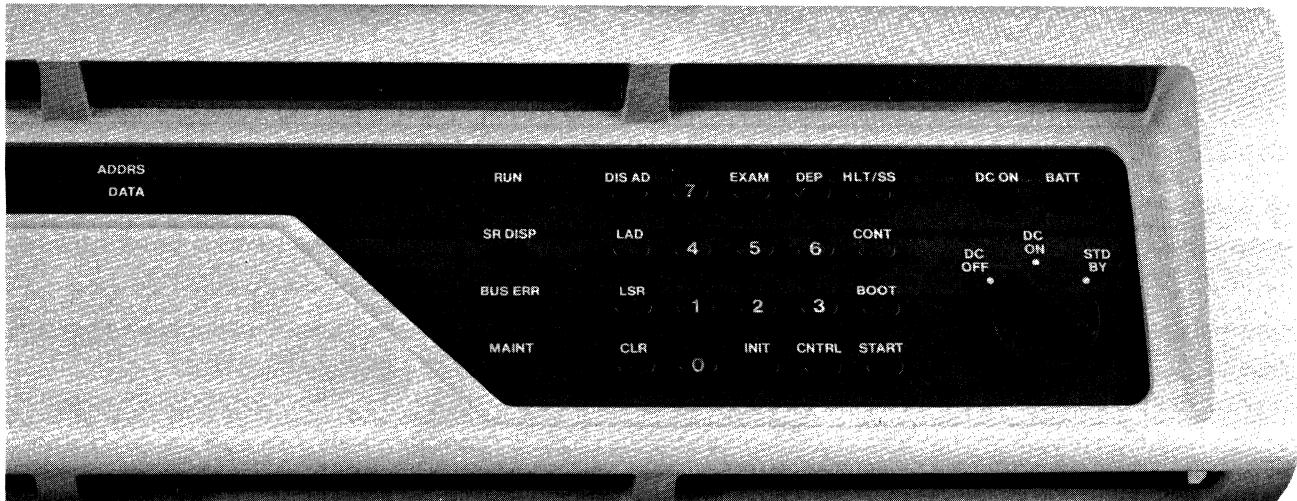 ADDRS
DATA
RUN DIS AD 7 EXAM DEP HLT/SS DC ON BATT
SR DISP LAD 4 5 6 CONT
DC OFF
DC ON
STD BY
BUS ERR LSR 1 2 3 BOOT
MAINT CLR 0 INIT CNTRL START